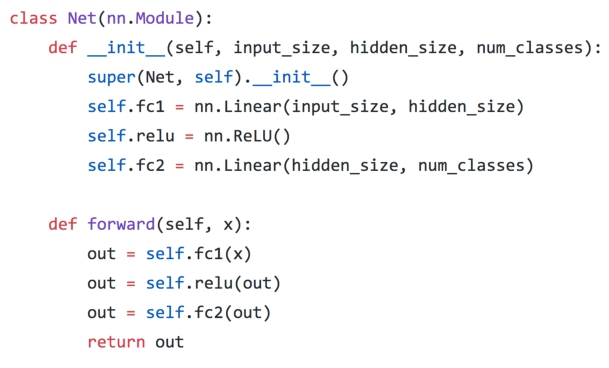 class Net(nn.Module):
    def __init__(self, input_size, hidden_size, num_classes):
        super(Net, self).__init__()
        self.fc1 = nn.Linear(input_size, hidden_size)
        self.relu = nn.ReLU()
        self.fc2 = nn.Linear(hidden_size, num_classes)

    def forward(self, x):
        out = self.fc1(x)
        out = self.relu(out)
        out = self.fc2(out)
        return out